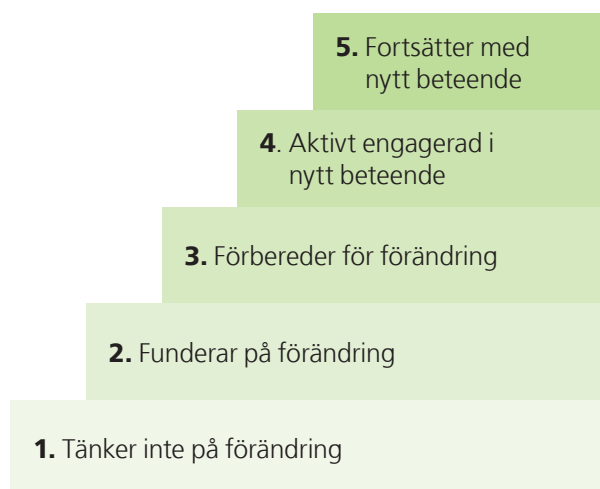 5. Fortsätter med
nytt beteende
4. Aktivt engagerad i
nytt beteende
3. Förbereder för förändring
2. Funderar på förändring
1. Tänker inte på förändring